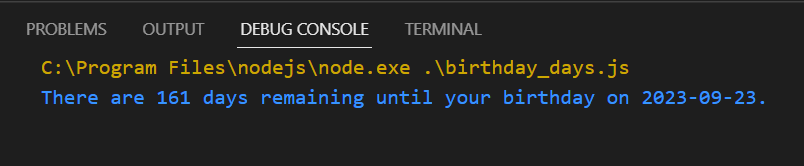 PROBLEMS OUTPUT DEBUG CONSOLE TERMINAL
C:\Program Files\nodejs\node.exe .\birthday_days.js
There are 161 days remaining until your birthday on 2023-09-23.